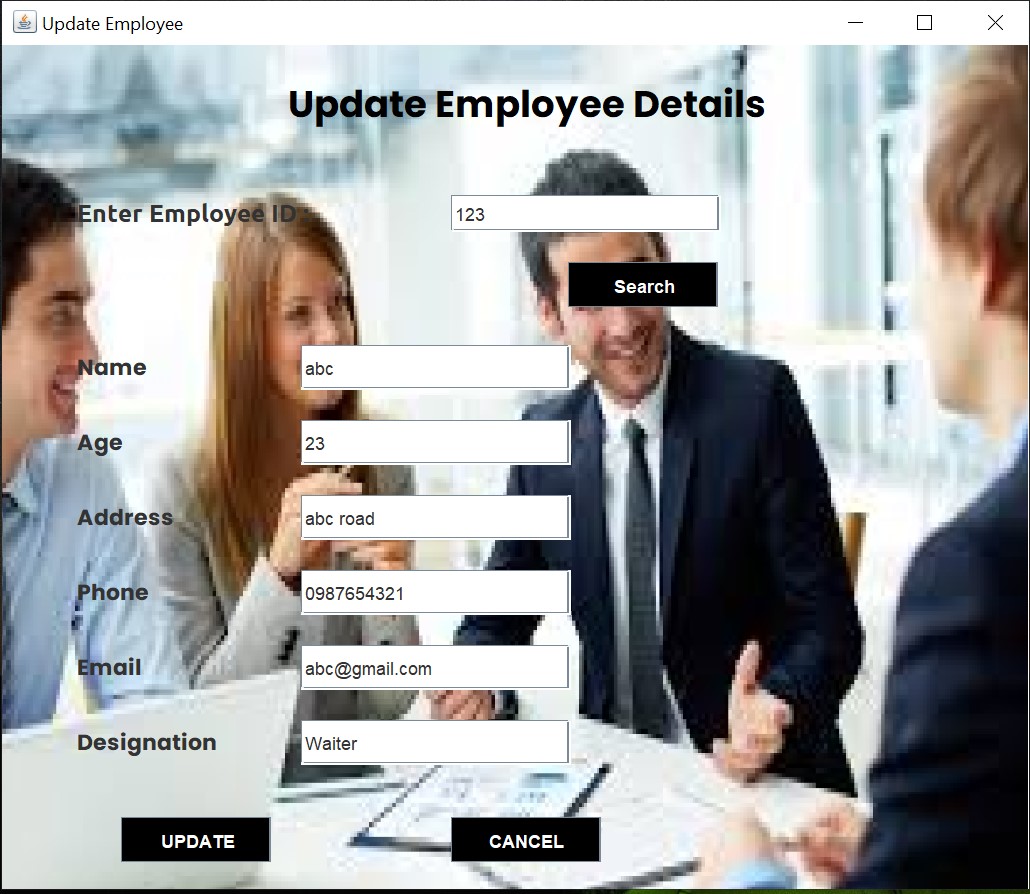 Update Employee
Update Employee Details
Enter Employee ID : 123
Search
Name abc
Age 23
Address abc road
Phone 0987654321
Email abc@gmail.com
Designation Waiter
UPDATE CANCEL